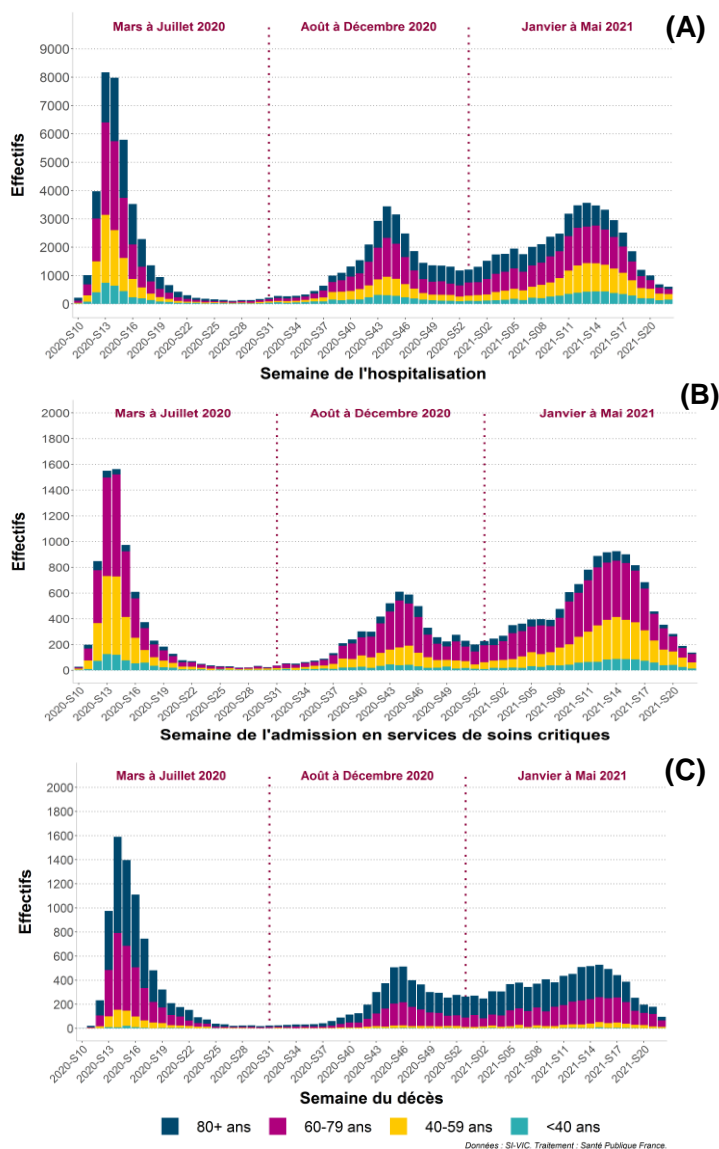 (A)
Mars à Juillet 2020 Août à Décembre 2020 Janvier à Mai 2021
Effectifs
9000
8000
7000
6000
5000
4000
3000
2000
1000
0
2020-S10 2020-S13 2020-S16 2020-S19 2020-S22 2020-S25 2020-S28 2020-S31 2020-S34 2020-S37 2020-S40 2020-S43 2020-S46 2020-S49 2020-S52 2021-S02 2021-S05 2021-S08 2021-S11 2021-S14 2021-S17 2021-S20
Semaine de l'hospitalisation
(B)
Mars à Juillet 2020 Août à Décembre 2020 Janvier à Mai 2021
Effectifs
2000
1800
1600
1400
1200
1000
800
600
400
200
0
2020-S10 2020-S13 2020-S16 2020-S19 2020-S22 2020-S25 2020-S28 2020-S31 2020-S34 2020-S37 2020-S40 2020-S43 2020-S46 2020-S49 2020-S52 2021-S02 2021-S05 2021-S08 2021-S11 2021-S14 2021-S17 2021-S20
Semaine de l'admission en services de soins critiques
(C)
Mars à Juillet 2020 Août à Décembre 2020 Janvier à Mai 2021
Effectifs
2000
1800
1600
1400
1200
1000
800
600
400
200
0
2020-S10 2020-S13 2020-S16 2020-S19 2020-S22 2020-S25 2020-S28 2020-S31 2020-S34 2020-S37 2020-S40 2020-S43 2020-S46 2020-S49 2020-S52 2021-S02 2021-S05 2021-S08 2021-S11 2021-S14 2021-S17 2021-S20
Semaine du décès
80+ ans 60-79 ans 40-59 ans <40 ans
Données : SI-VIC. Traitement : Santé Publique France.